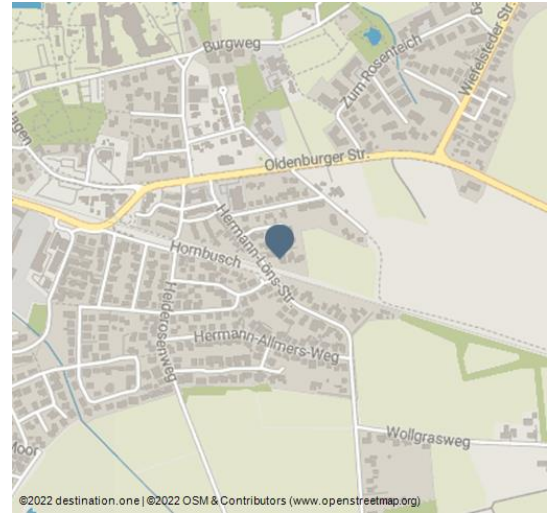 Burgweg
Zum Rosenteich
Wiefelsteder Str.
Oldenburger Str.
Hermann-Löns-Str.
Hornbusch
Heiderosenweg
Hermann-Allmers-Weg
Wollgrasweg
Moor
©2022 destination.one | ©2022 OSM & Contributors (www.openstreetmap.org)